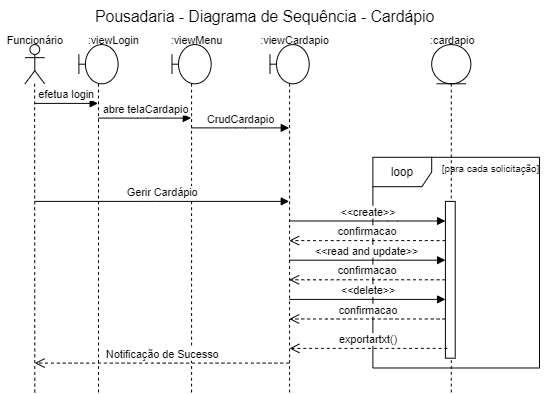 Pousadaria - Diagrama de Sequência - Cardápio
Funcionário :viewLogin :viewMenu :viewCardapio :cardapio
efetua login
abre telaCardapio
CrudCardapio
loop [para cada solicitação]
Gerir Cardápio
<<create>>
confirmacao
<<read and update>>
confirmacao
<<delete>>
confirmacao
exportartxt()
Notificação de Sucesso